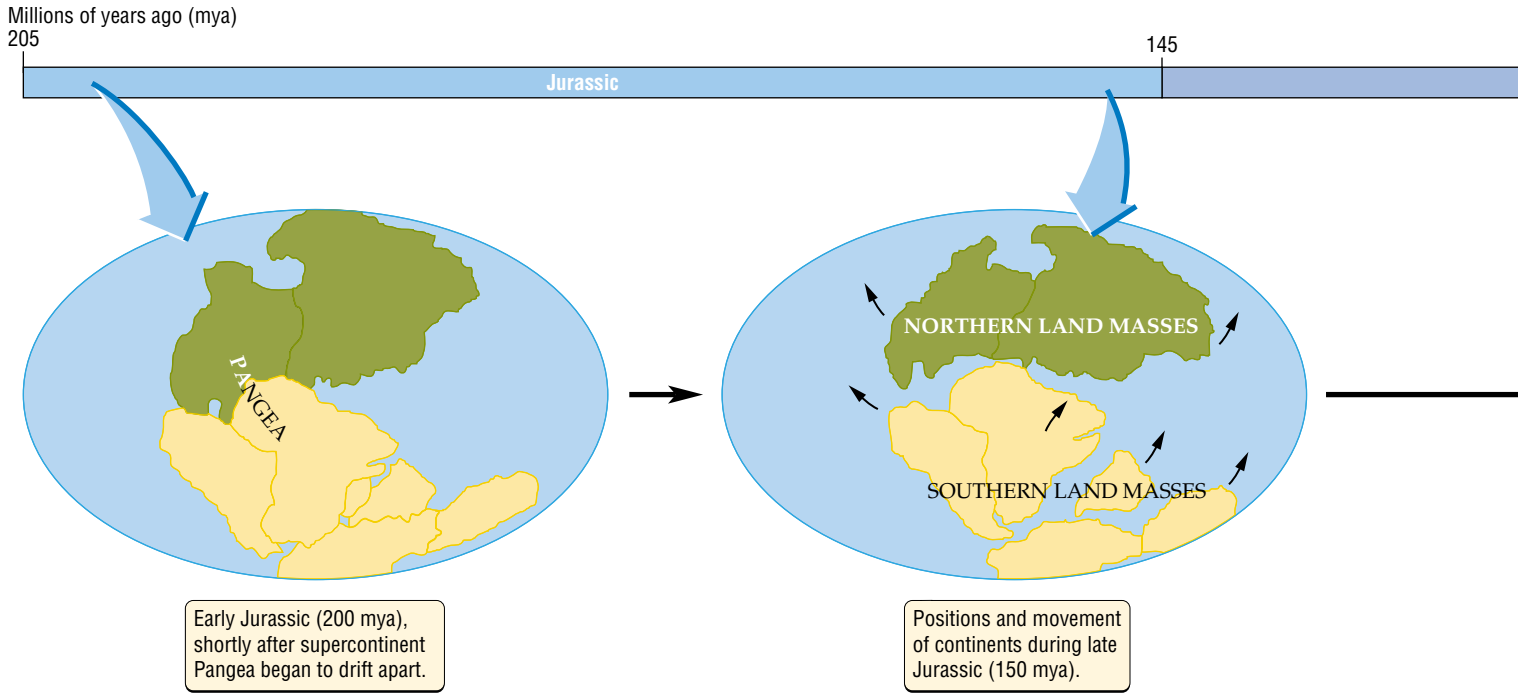 Millions of years ago (mya)
205
145
Jurassic
PANGEA
NORTHERN LAND MASSES
SOUTHERN LAND MASSES
Early Jurassic (200 mya),
shortly after supercontinent
Pangea began to drift apart.
Positions and movement
of continents during late
Jurassic (150 mya).